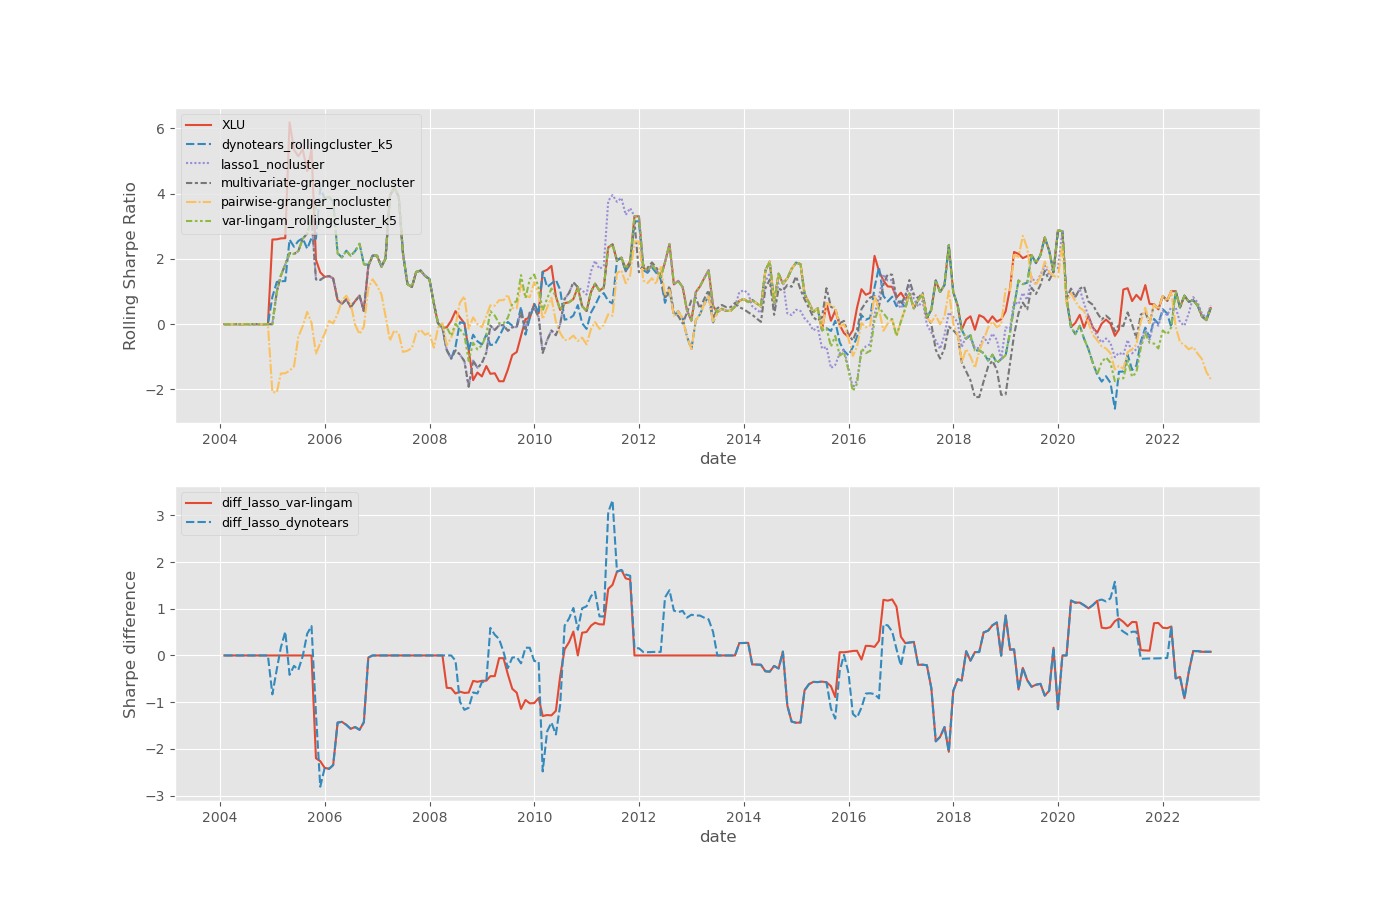 6
4
2
0
−2
Rolling Sharpe Ratio
XLU
dynotears_rollingcluster_k5
lasso1_nocluster
multivariate-granger_nocluster
pairwise-granger_nocluster
var-lingam_rollingcluster_k5
2004 2006 2008 2010 2012 2014 2016 2018 2020 2022
date
3
2
1
0
−1
−2
−3
Sharpe difference
diff_lasso_var-lingam
diff_lasso_dynotears
2004 2006 2008 2010 2012 2014 2016 2018 2020 2022
date